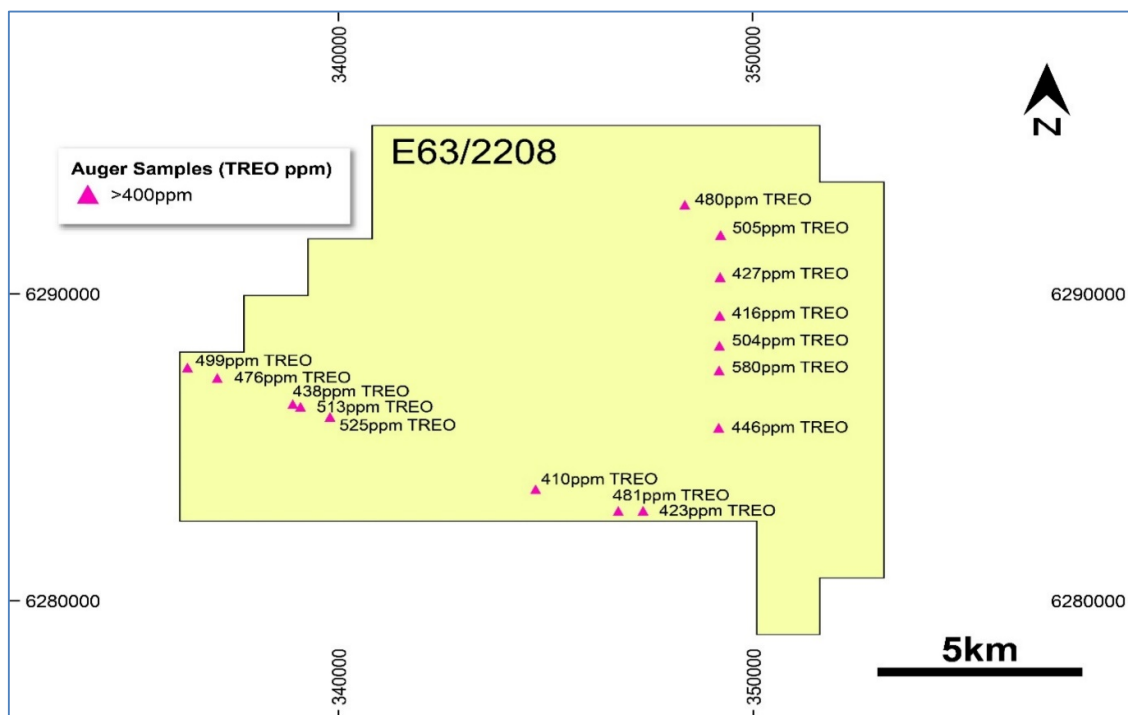 340000
350000
E63/2208
N
Auger Samples (TREO ppm)
>400ppm
480ppm TREO
505ppm TREO
427ppm TREO
6290000
6290000
416ppm TREO
504ppm TREO
499ppm TREO
580ppm TREO
476ppm TREO
438ppm TREO
513ppm TREO
525ppm TREO
446ppm TREO
410ppm TREO
481ppm TREO
423ppm TREO
6280000
6280000
5km
340000
350000